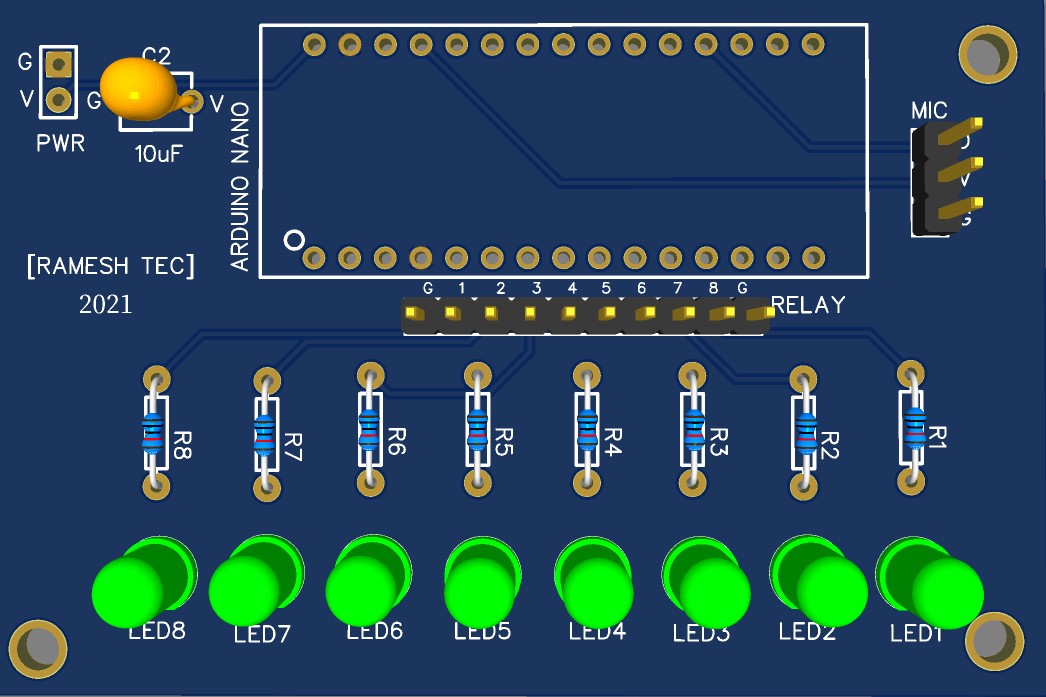 G
V
PWR
C2
G
V
10uF
ARDUINO NANO
MIC
V
G
[RAMESH TEC]
2021
G 1 2 3 4 5 6 7 8 G
RELAY
R8
R7
R6
R5
R4
R3
R2
R1
LED8
LED7
LED6
LED5
LED4
LED3
LED2
LED1